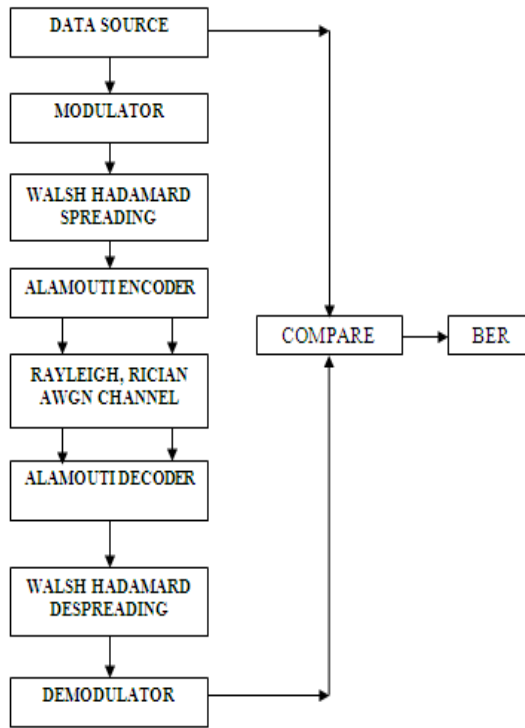 DATA SOURCE
MODULATOR
WALSH HADAMARD
SPREADING
ALAMOUTI ENCODER
RAYLEIGH, RICIAN
AWGN CHANNEL
ALAMOUTI DECODER
WALSH HADAMARD
DESPREADING
DEMODULATOR
COMPARE
BER